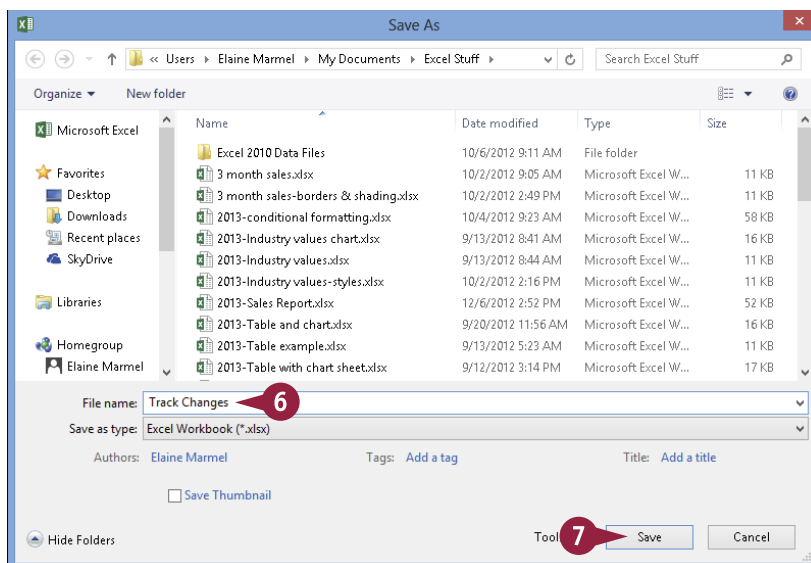 Save As
« Users Elaine Marmel My Documents Excel Stuff Search Excel Stuff
Organize New folder
Microsoft Excel
Favorites
Desktop
Downloads
Recent places
SkyDrive
Libraries
Homegroup
Elaine Marmel
Name Date modified Type Size
Excel 2010 Data Files 10/6/2012 9:11 AM File folder
3 month sales.xlsx 10/2/2012 9:05 AM Microsoft Excel W... 11 KB
3 month sales-borders & shading.xlsx 10/2/2012 2:49 PM Microsoft Excel W... 11 KB
2013-conditional formatting.xlsx 10/4/2012 9:23 AM Microsoft Excel W... 58 KB
2013-Industry values chart.xlsx 9/13/2012 8:41 AM Microsoft Excel W... 16 KB
2013-Industry values.xlsx 9/13/2012 8:44 AM Microsoft Excel W... 11 KB
2013-Industry values-styles.xlsx 10/2/2012 2:16 PM Microsoft Excel W... 11 KB
2013-Sales Report.xlsx 12/6/2012 2:52 PM Microsoft Excel W... 52 KB
2013-Table and chart.xlsx 9/20/2012 11:56 AM Microsoft Excel W... 16 KB
2013-Table example.xlsx 9/13/2012 5:23 AM Microsoft Excel W... 11 KB
2013-Table with chart sheet.xlsx 9/12/2012 3:14 PM Microsoft Excel W... 17 KB
File name: Track Changes 6
Save as type: Excel Workbook (*.xlsx)
Authors: Elaine Marmel Tags: Add a tag Title: Add a title
Save Thumbnail
Hide Folders Tool 7 Save Cancel